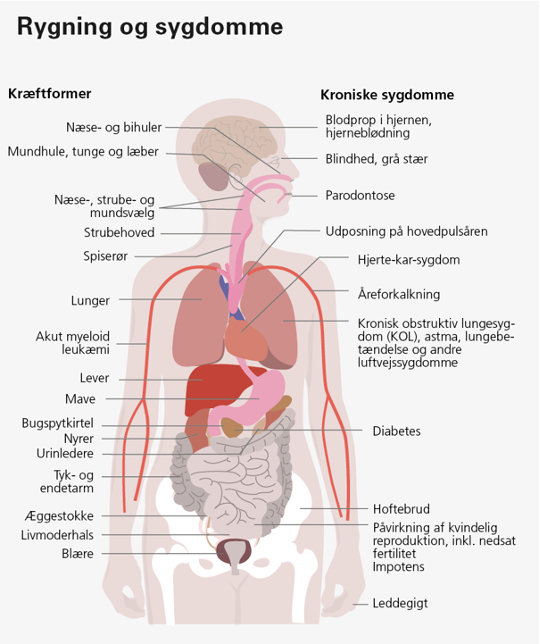 Rygning og sygdomme
Kræftformer
Næse- og bihuler
Mundhule, tunge og læber
Næse-, strube- og
mundsvælg
Strubehoved
Spiserør
Lunger
Akut myeloid
leukæmi
Lever
Mave
Bugspytkirtel
Nyrer
Urinledere
Tyk- og
endetarm
Æggestokke
Livmoderhals
Blære
Kroniske sygdomme
Blodprop i hjernen,
hjerneblødning
Blindhed, grå stær
Parodontose
Udposning på hovedpulsåren
Hjerte-kar-sygdom
Åreforkalkning
Kronisk obstruktiv lungesyg-
dom (KOL), astma, lungebe-
tændelse og andre
luftvejssygdomme
Diabetes
Hoftebrud
Påvirkning af kvindelig
reproduktion, inkl. nedsat
fertilitet
Impotens
Leddegigt